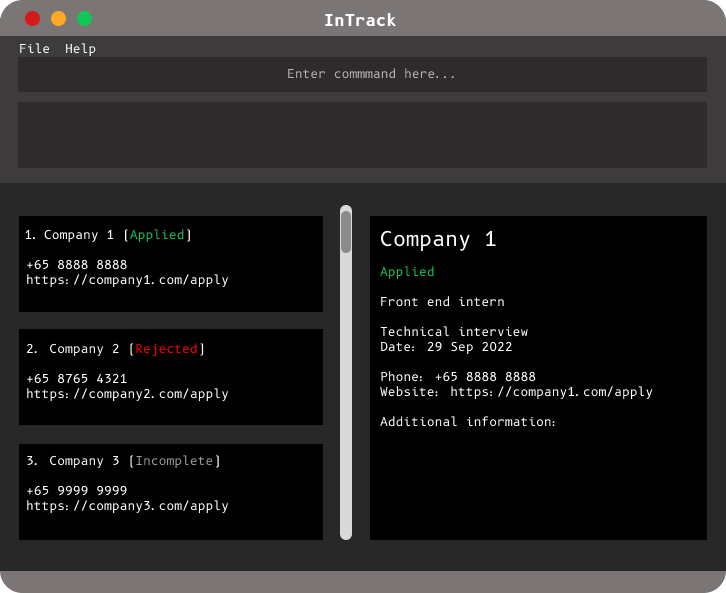 InTrack
File Help
Enter commmand here...
1. Company 1 [Applied]
+65 8888 8888
https://company1.com/apply
2. Company 2 [Rejected]
+65 8765 4321
https://company2.com/apply
3. Company 3 [Incomplete]
+65 9999 9999
https://company3.com/apply
Company 1
Applied
Front end intern
Technical interview
Date: 29 Sep 2022
Phone: +65 8888 8888
Website: https://company1.com/apply
Additional information: